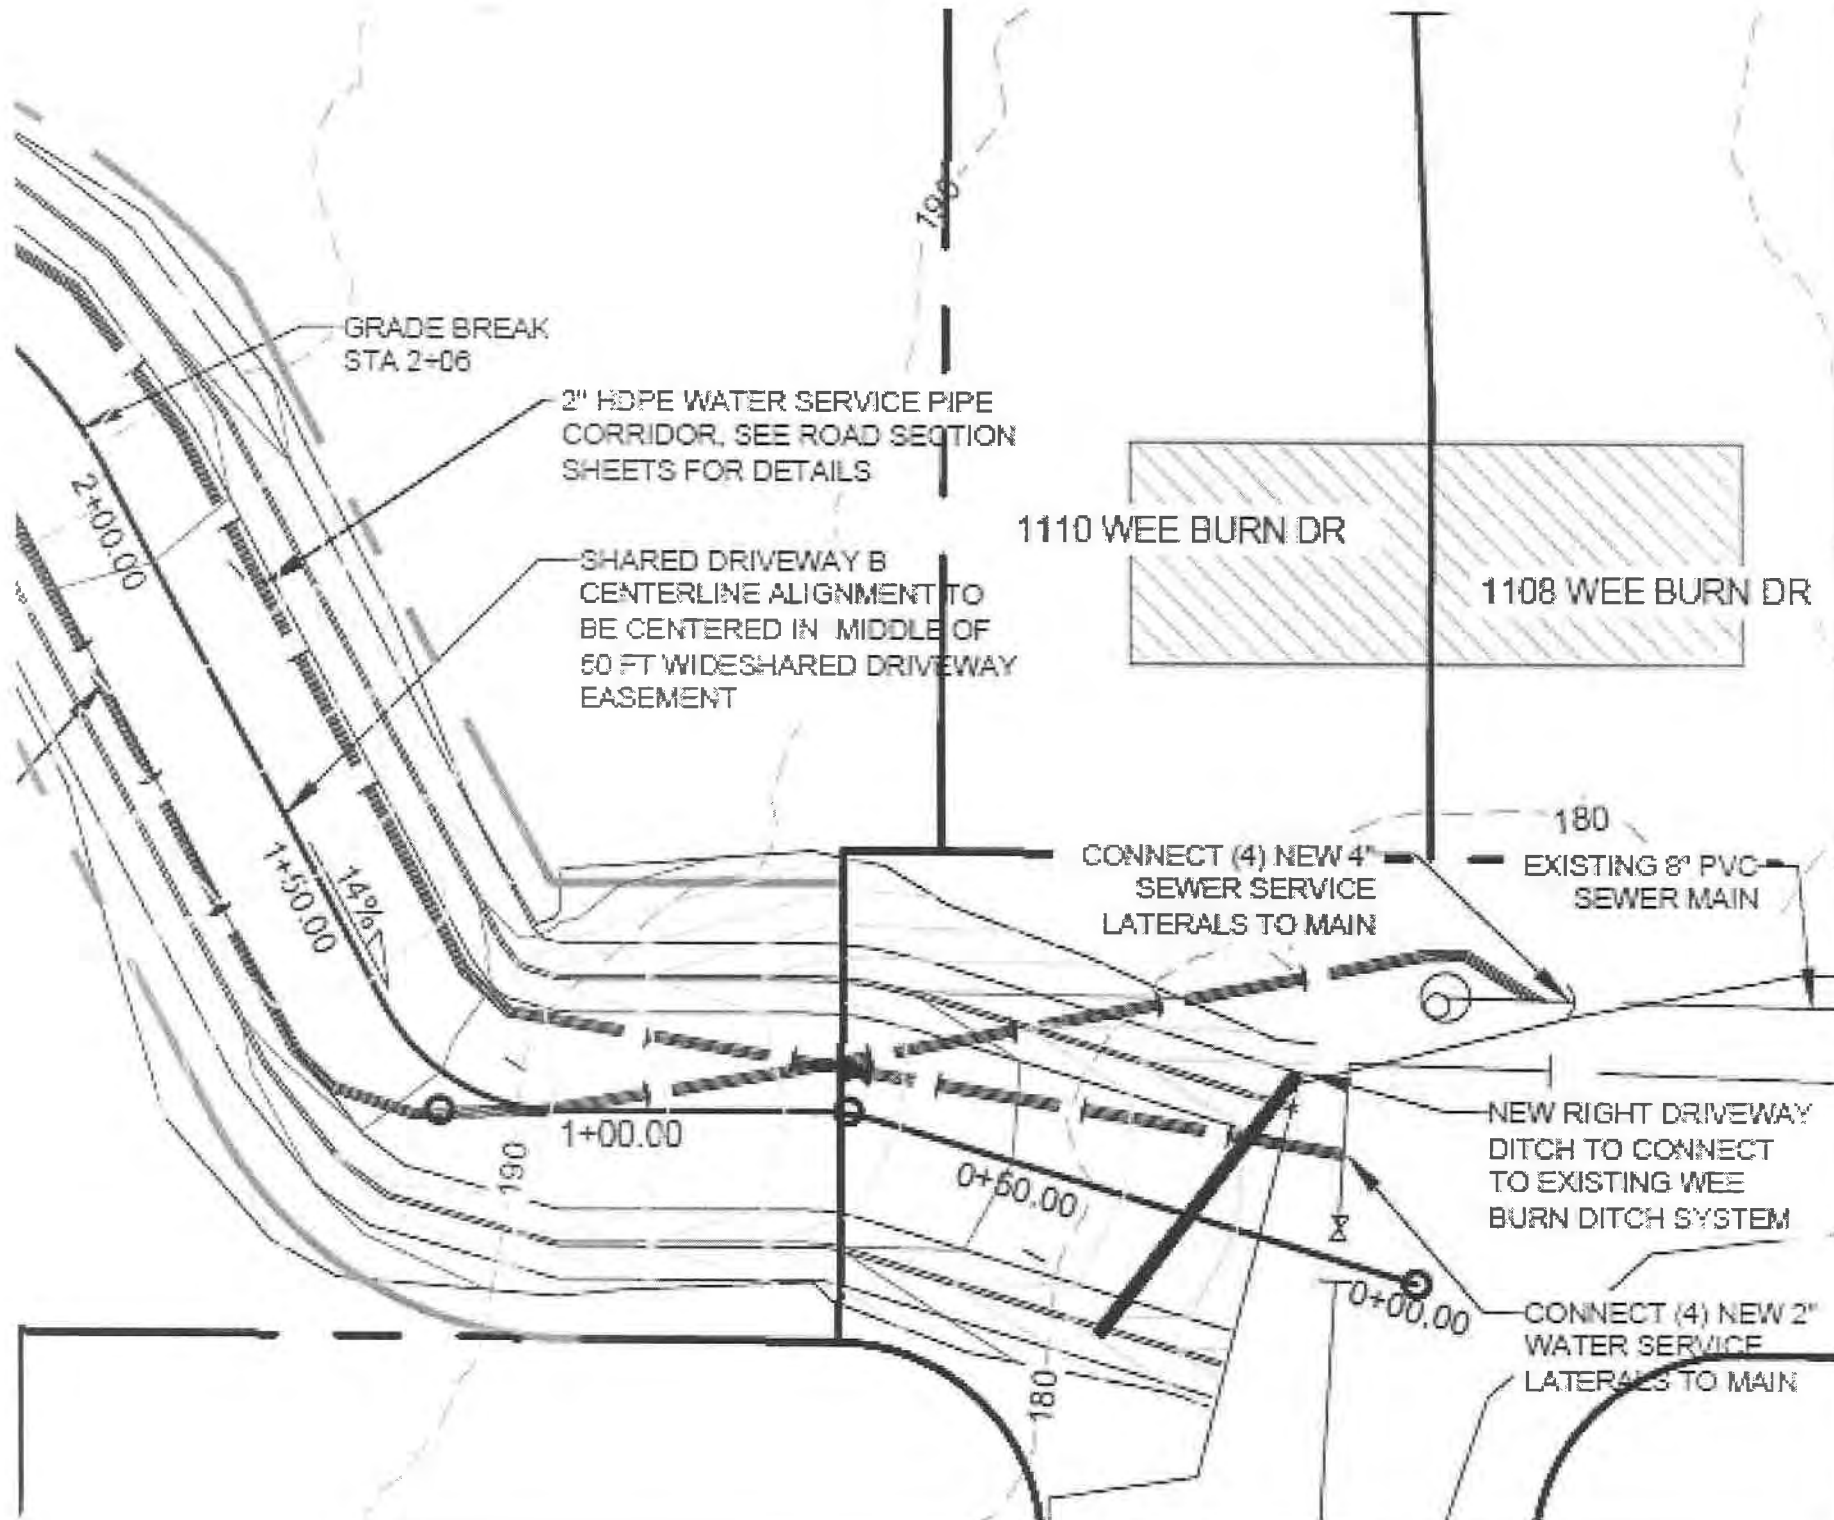 190
GRADE BREAK
STA 2+06
2" HDPE WATER SERVICE PIPE
CORRIDOR, SEE ROAD SECTION
SHEETS FOR DETAILS
2+00.00
1110 WEE BURN DR
1108 WEE BURN DR
SHARED DRIVEWAY B
CENTERLINE ALIGNMENT TO
BE CENTERED IN MIDDLE OF
60 FT WIDESHARED DRIVEWAY
EASEMENT
180
1+50.00
14%
CONNECT (4) NEW 4"
SEWER SERVICE
LATERALS TO MAIN
EXISTING 8" PVC
SEWER MAIN
1+00.00
190
0+50.00
NEW RIGHT DRIVEWAY
DITCH TO CONNECT
TO EXISTING WEE
BURN DITCH SYSTEM
0+00.00
CONNECT (4) NEW 2"
WATER SERVICE
LATERALS TO MAIN
180